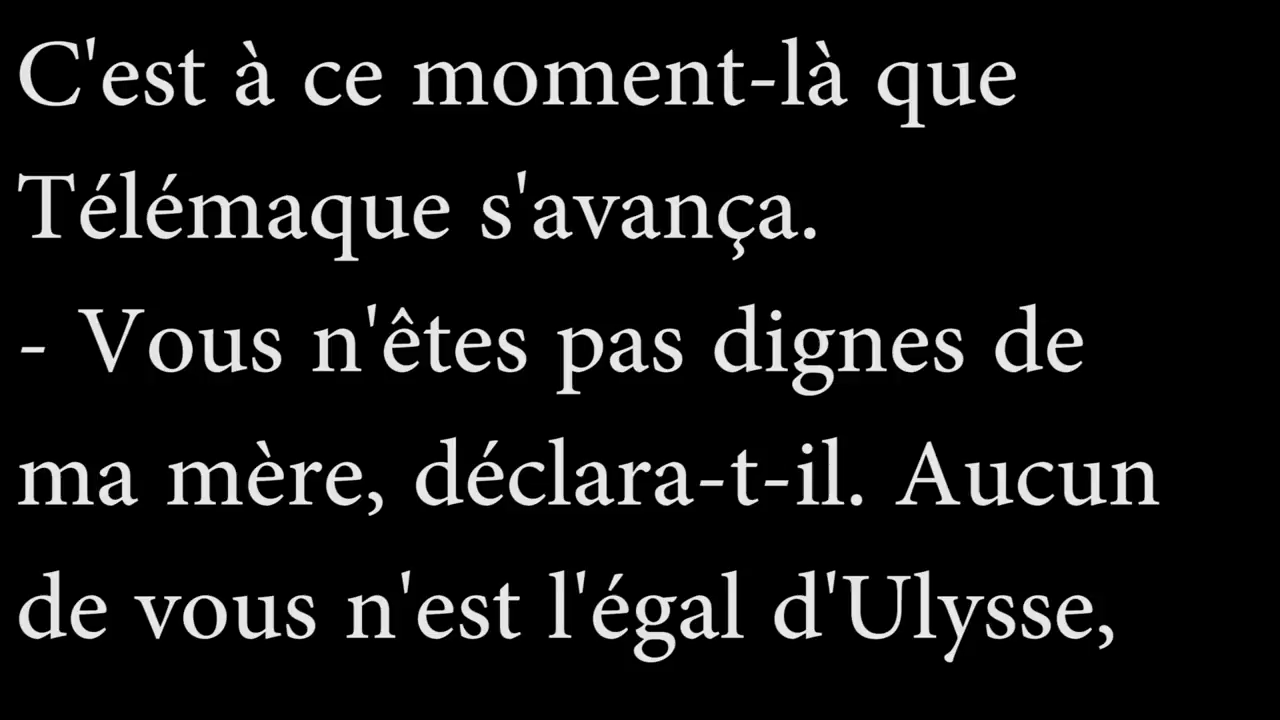 C'est à ce moment-là que
Télémaque s'avança.
- Vous n'êtes pas dignes de
ma mère, déclara-t-il. Aucun
de vous n'est l'égal d'Ulysse,